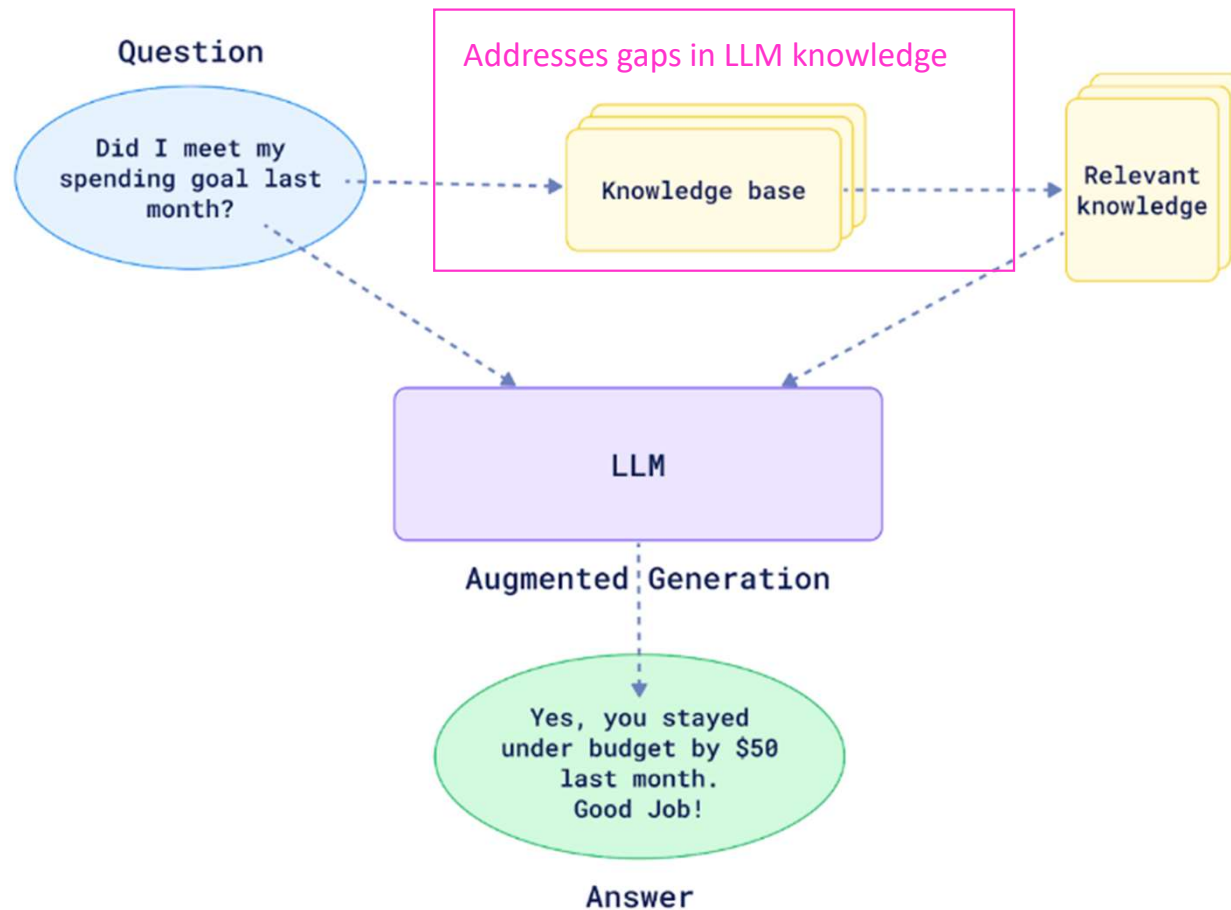 Question
Addresses gaps in LLM knowledge
Did I meet my
spending goal last
month?
Knowledge base
Relevant
knowledge
LLM
Augmented Generation
Yes, you stayed
under budget by $50
last month.
Good Job!
Answer